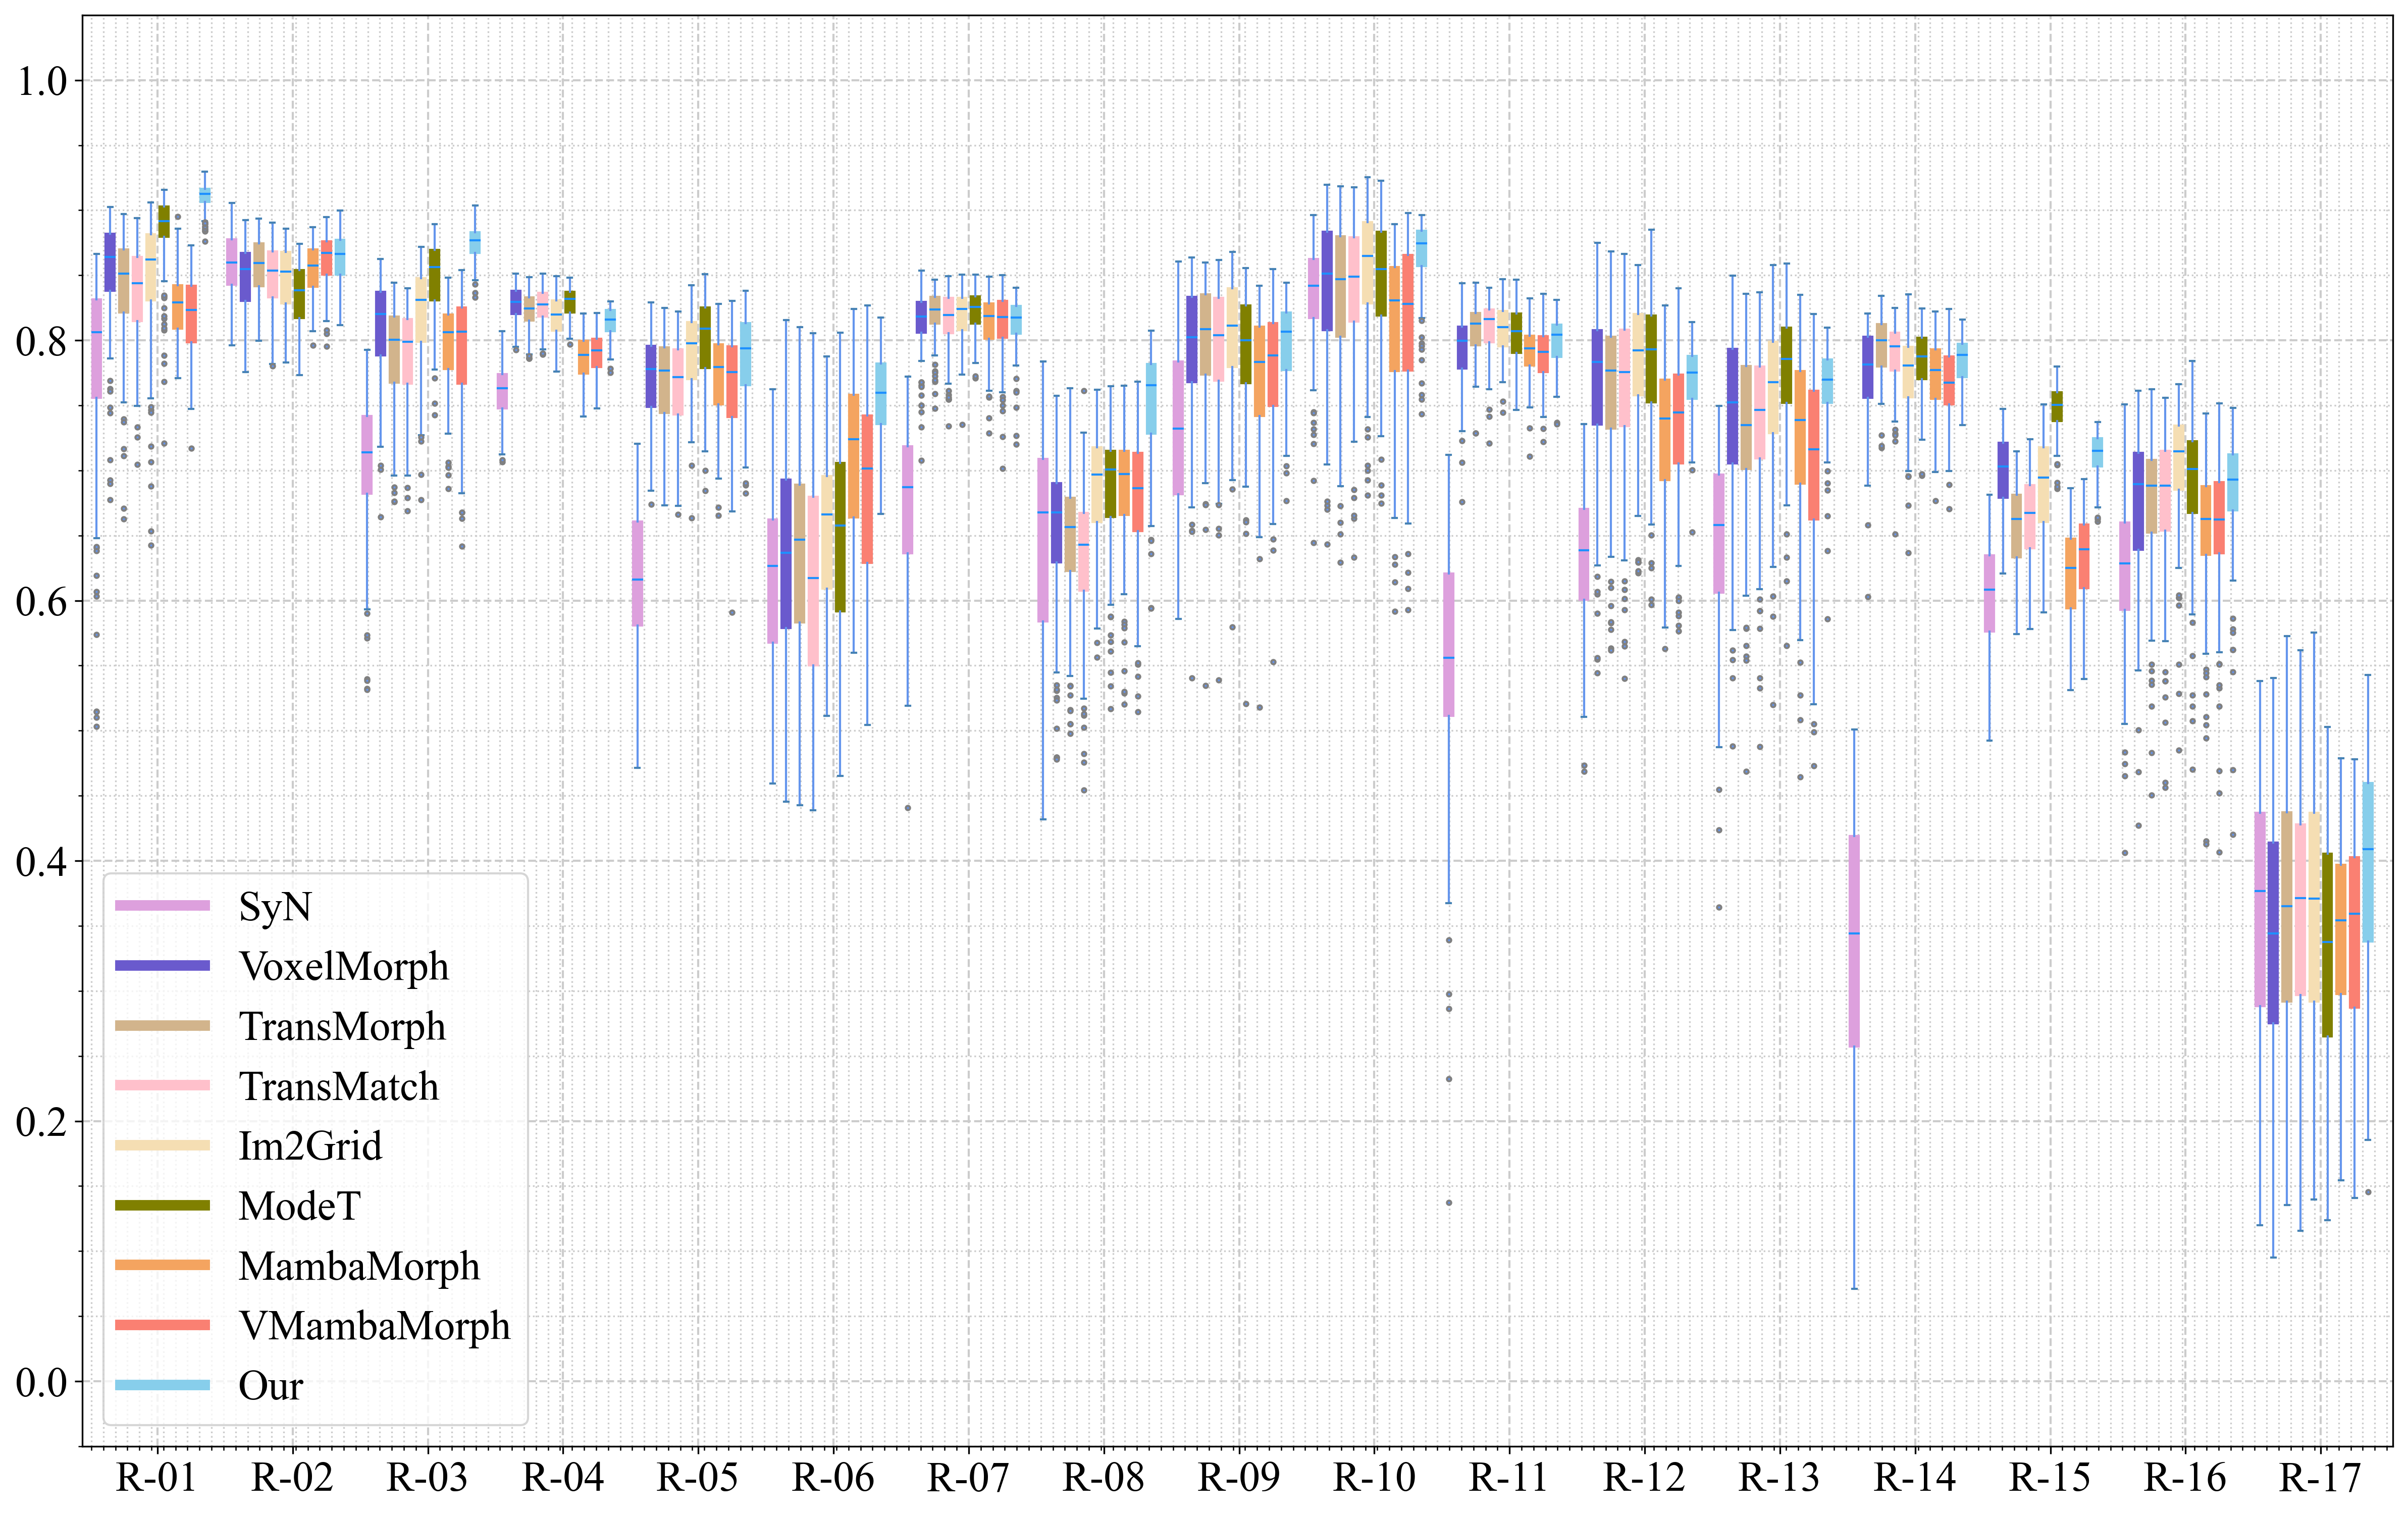 1.0
0.8
0.6
0.4
0.2
0.0
SyN
VoxelMorph
TransMorph
TransMatch
Im2Grid
ModeT
MambaMorph
VMambaMorph
Our
R-01 R-02 R-03 R-04 R-05 R-06 R-07 R-08 R-09 R-10 R-11 R-12 R-13 R-14 R-15 R-16 R-17